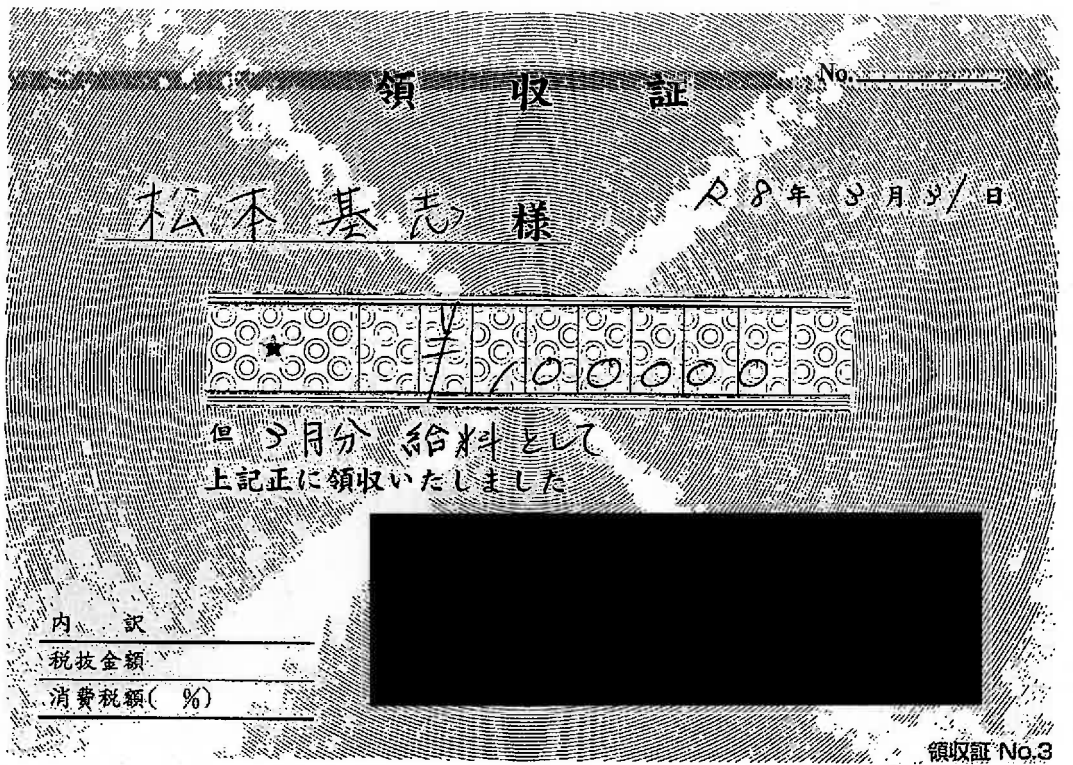 領収証
No.
松本基志 様
R8年3月31日
★ ¥100000
但 3月分 給料として
上記正に領収いたしました
内訳
税抜金額
消費税額( %)
領収証 No.3